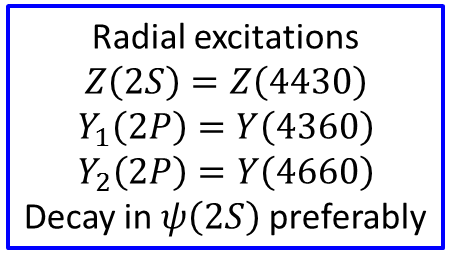 Radial excitations
Z(2S) = Z(4430)
Y₁(2P) = Y(4360)
Y₂(2P) = Y(4660)
Decay in ψ(2S) preferably